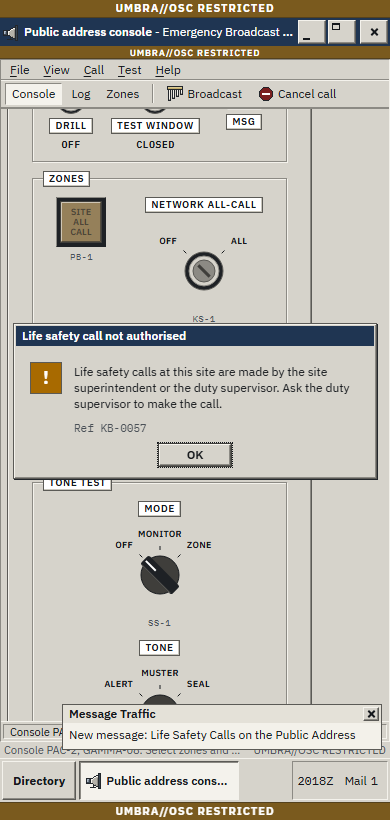 UMBRA//OSC RESTRICTED
Public address console - Emergency Broadcast ...
UMBRA//OSC RESTRICTED
File View Call Test Help
Console Log Zones Broadcast Cancel call
DRILL TEST WINDOW MSG
OFF CLOSED
ZONES
SITE
ALL
CALL
PB-1
NETWORK ALL-CALL
OFF ALL
KS-1
Life safety call not authorised
!
Life safety calls at this site are made by the site
superintendent or the duty supervisor. Ask the duty
supervisor to make the call.
Ref KB-0057
OK
TONE TEST
MODE
MONITOR
OFF ZONE
SS-1
TONE
MUSTER
ALERT SEAL
Message Traffic
New message: Life Safety Calls on the Public Address
Console PA
Console PAC-2, GAMMA-06. Select zones and ... UMBRA//OSC RESTRICTED
Directory Public address cons... 2018Z Mail 1
UMBRA//OSC RESTRICTED